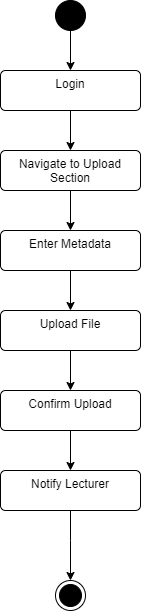 Login
Navigate to Upload
Section
Enter Metadata
Upload File
Confirm Upload
Notify Lecturer